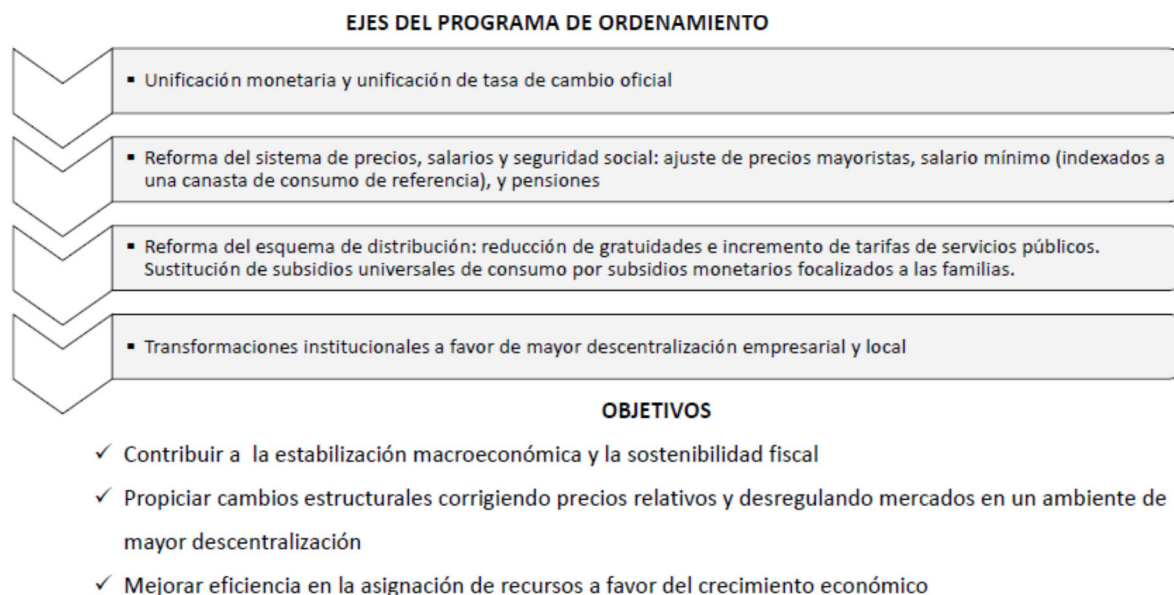 EJES DEL PROGRAMA DE ORDENAMIENTO
▪ Unificación monetaria y unificación de tasa de cambio oficial
▪ Reforma del sistema de precios, salarios y seguridad social: ajuste de precios mayoristas, salario mínimo (indexados a
una canasta de consumo de referencia), y pensiones
▪ Reforma del esquema de distribución: reducción de gratuidades e incremento de tarifas de servicios públicos.
Sustitución de subsidios universales de consumo por subsidios monetarios focalizados a las familias.
▪ Transformaciones institucionales a favor de mayor descentralización empresarial y local
OBJETIVOS
✓ Contribuir a la estabilización macroeconómica y la sostenibilidad fiscal
✓ Propiciar cambios estructurales corrigiendo precios relativos y desregulando mercados en un ambiente de
mayor descentralización
✓ Mejorar eficiencia en la asignación de recursos a favor del crecimiento económico